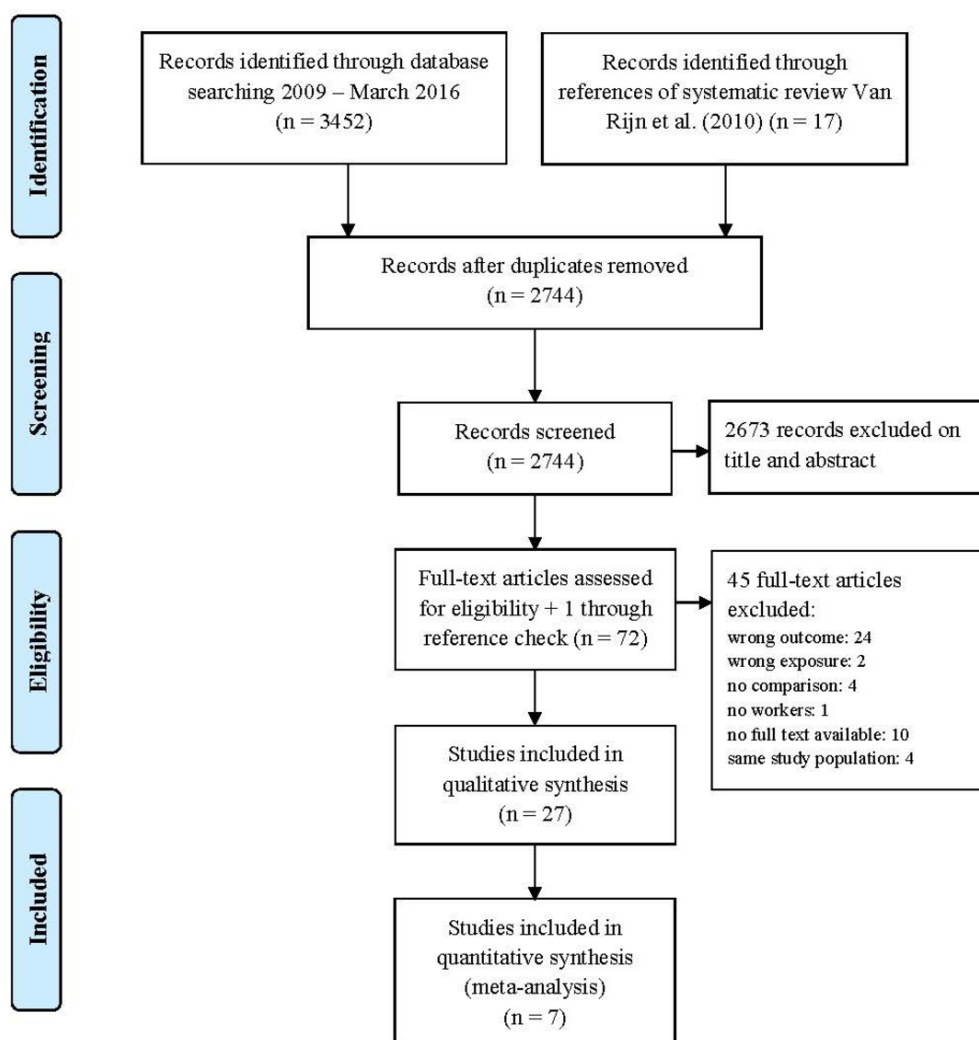 Identification
Records identified through database
searching 2009 – March 2016
(n = 3452)
Records identified through
references of systematic review Van
Rijn et al. (2010) (n = 17)
Records after duplicates removed
(n = 2744)
Screening
Records screened
(n = 2744)
2673 records excluded on
title and abstract
Eligibility
Full-text articles assessed
for eligibility + 1 through
reference check (n = 72)
45 full-text articles
excluded:
wrong outcome: 24
wrong exposure: 2
no comparison: 4
no workers: 1
no full text available: 10
same study population: 4
Studies included in
qualitative synthesis
(n = 27)
Included
Studies included in
quantitative synthesis
(meta-analysis)
(n = 7)